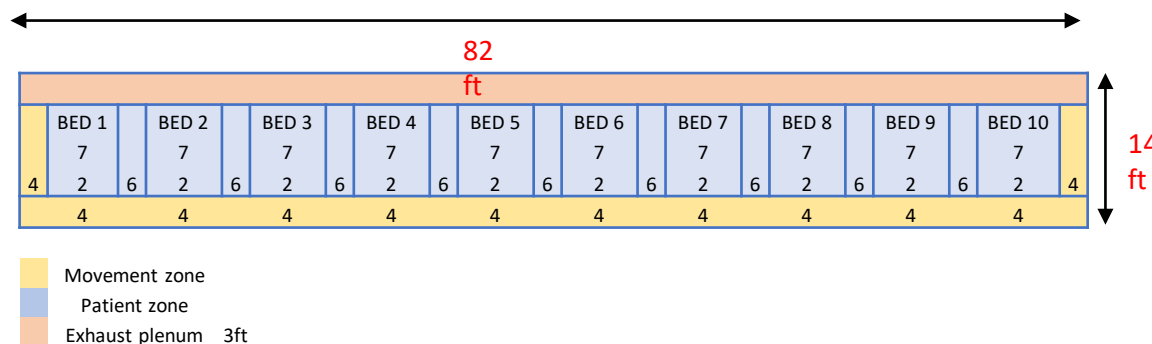 82
ft
BED 1 BED 2 BED 3 BED 4 BED 5 BED 6 BED 7 BED 8 BED 9 BED 10
7 7 7 7 7 7 7 7 7 7
4 2 6 2 6 2 6 2 6 2 6 2 6 2 6 2 6 2 6 2 4
4 4 4 4 4 4 4 4 4 4
14
ft
Movement zone
Patient zone
Exhaust plenum 3ft